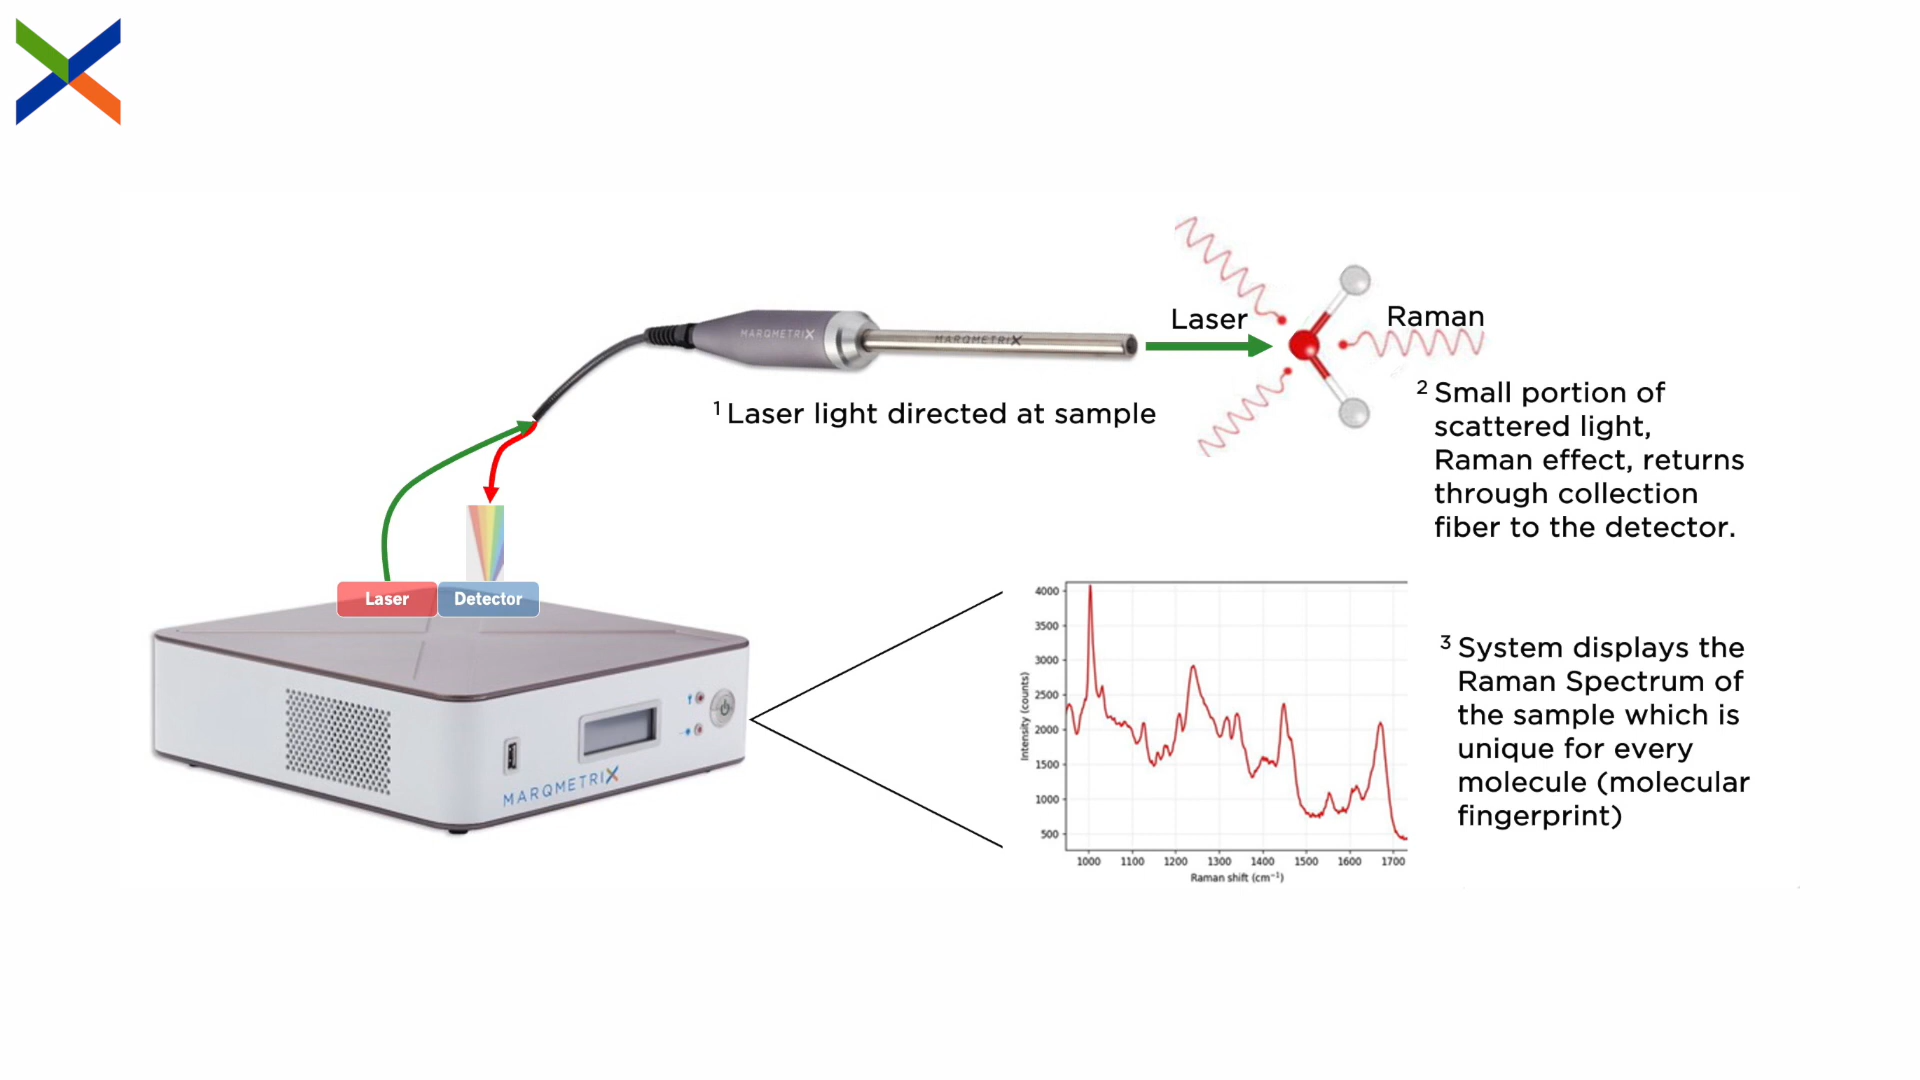 MARQMETRIX
MARQMETRIX
Laser
Raman
1 Laser light directed at sample
2 Small portion of
scattered light,
Raman effect, returns
through collection
fiber to the detector.
Laser
Detector
MARQMETRIX
4000
3500
3000
2500
2000
1500
1000
500
Intensity (counts)
1000 1100 1200 1300 1400 1500 1600 1700
Raman shift (cm⁻¹)
3 System displays the
Raman Spectrum of
the sample which is
unique for every
molecule (molecular
fingerprint)